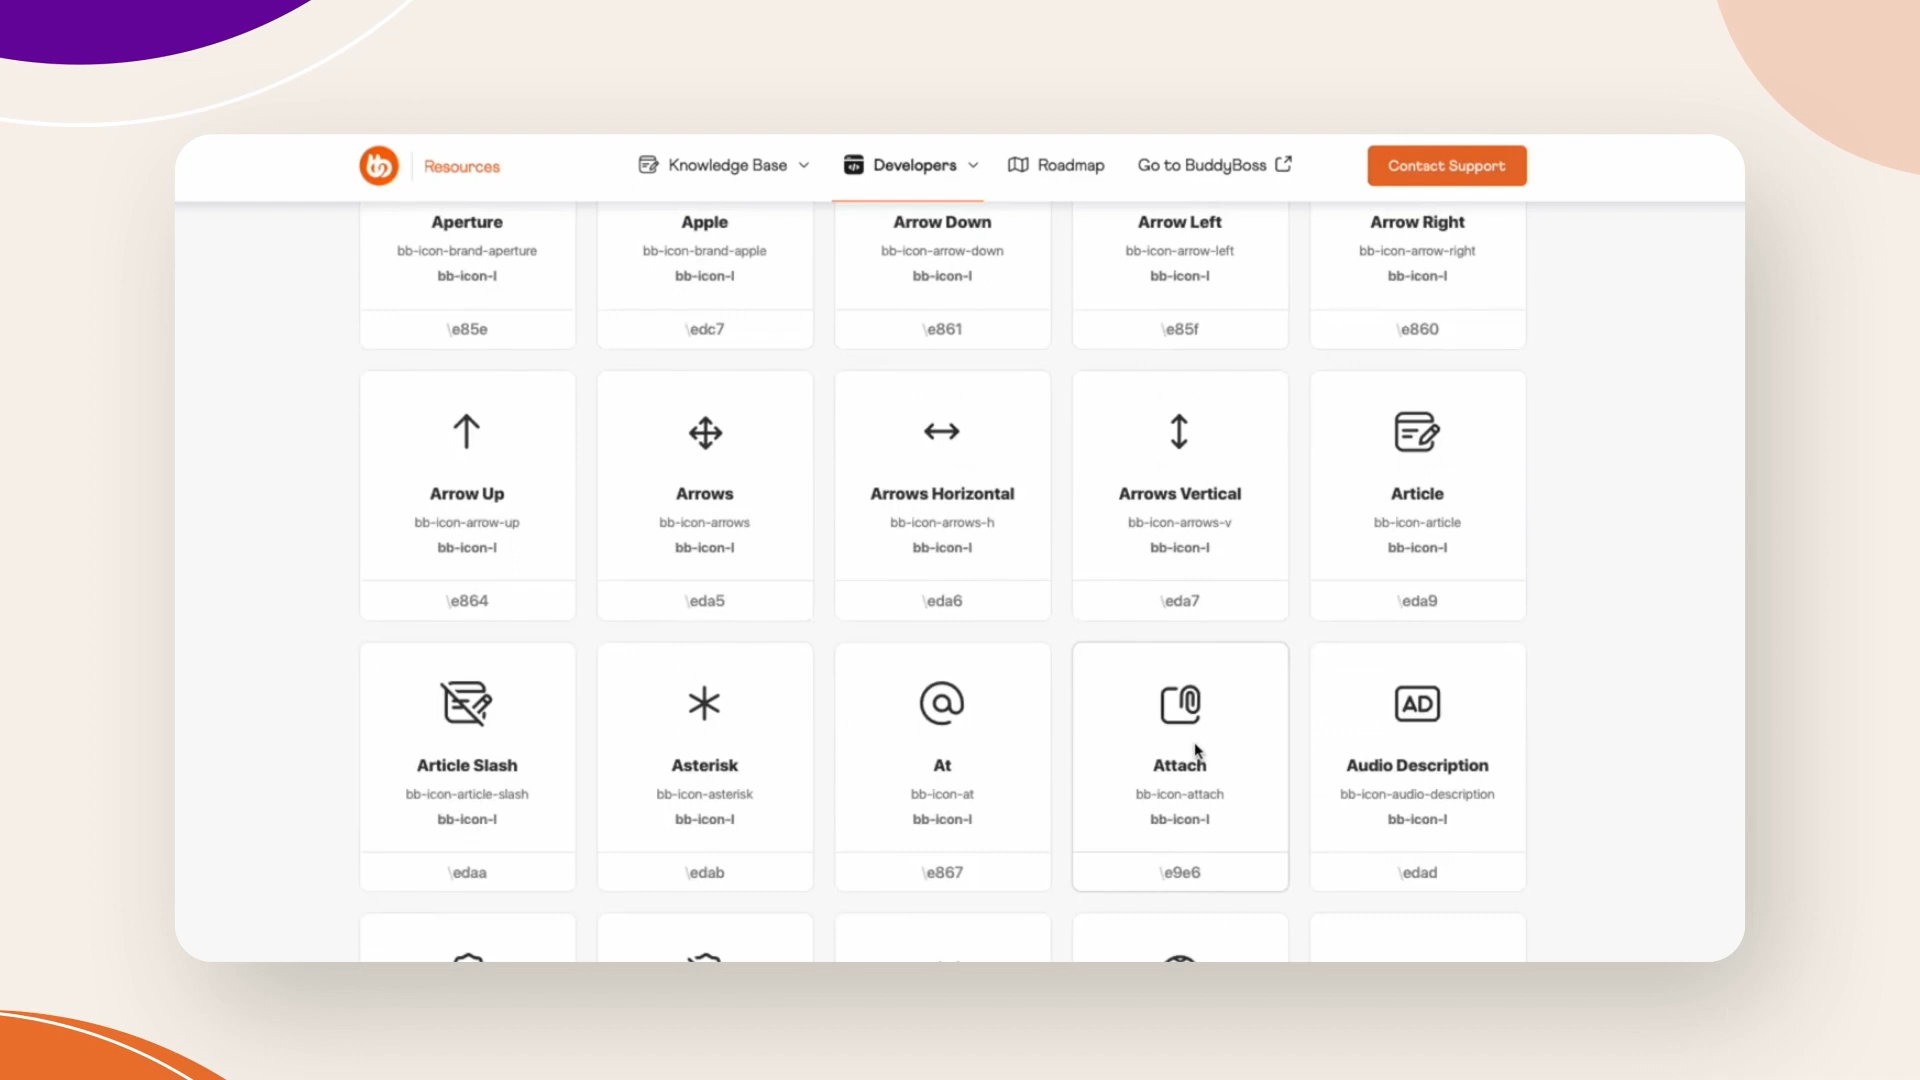 Resources
Knowledge Base
Developers
Roadmap
Go to BuddyBoss
Contact Support
Aperture
bb-icon-brand-aperture
bb-icon-l
\e85e
Apple
bb-icon-brand-apple
bb-icon-l
\edc7
Arrow Down
bb-icon-arrow-down
bb-icon-l
\e861
Arrow Left
bb-icon-arrow-left
bb-icon-l
\e85f
Arrow Right
bb-icon-arrow-right
bb-icon-l
\e860
Arrow Up
bb-icon-arrow-up
bb-icon-l
\e864
Arrows
bb-icon-arrows
bb-icon-l
\eda5
Arrows Horizontal
bb-icon-arrows-h
bb-icon-l
\eda6
Arrows Vertical
bb-icon-arrows-v
bb-icon-l
\eda7
Article
bb-icon-article
bb-icon-l
\eda9
Article Slash
bb-icon-article-slash
bb-icon-l
\edaa
Asterisk
bb-icon-asterisk
bb-icon-l
\edab
At
bb-icon-at
bb-icon-l
\e867
Attach
bb-icon-attach
bb-icon-l
\e9e6
AD
Audio Description
bb-icon-audio-description
bb-icon-l
\edad